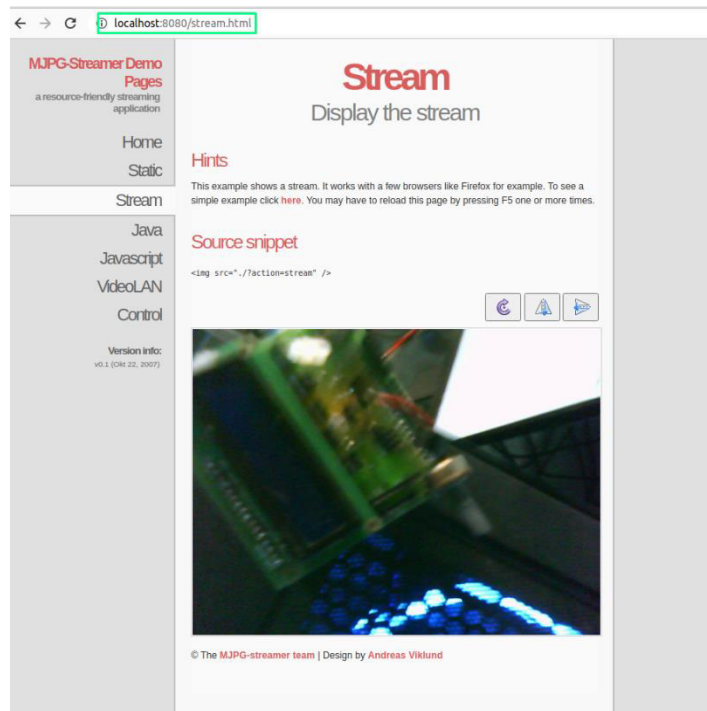 localhost:8080/stream.html
MJPG-Streamer Demo
Pages
a resource-friendly streaming
application
Home
Static
Stream
Java
Javascript
VideoLAN
Control
Version info:
v0.1 (Okt 22, 2007)
Stream
Display the stream
Hints
This example shows a stream. It works with a few browsers like Firefox for example. To see a
simple example click here. You may have to reload this page by pressing F5 one or more times.
Source snippet
<img src="./?action=stream" />
© The MJPG-streamer team | Design by Andreas Viklund